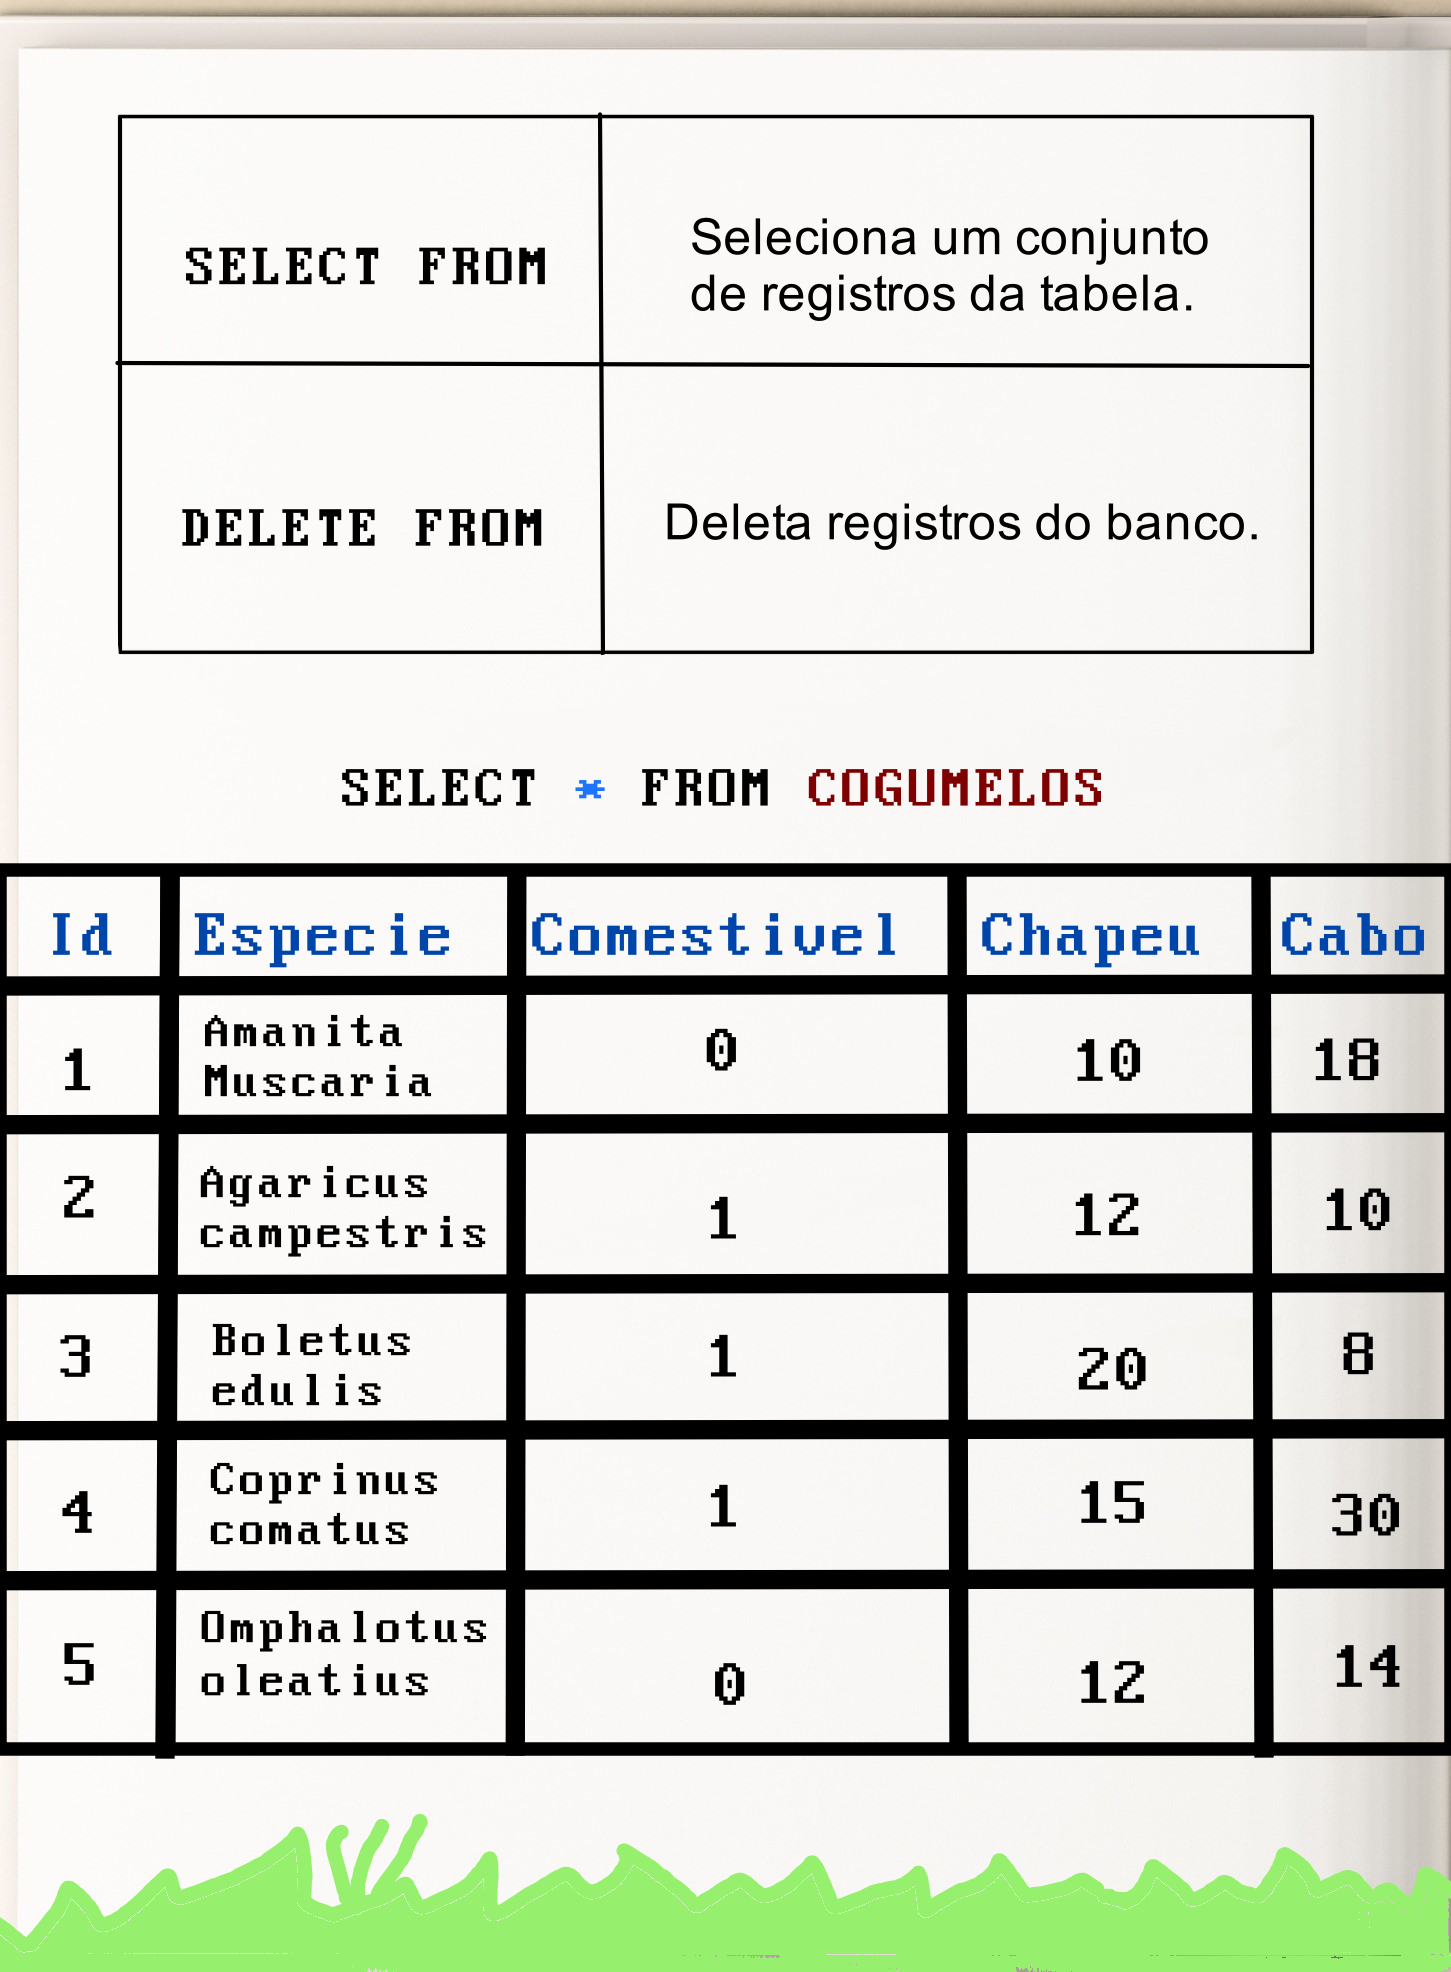 SELECT FROM
Seleciona um conjunto
de registros da tabela.
DELETE FROM
Deleta registros do banco.
SELECT * FROM COGUMELOS
Id Especie Comestivel Chapeu Cabo
1 Amanita Muscaria 0 10 18
2 Agaricus campestris 1 12 10
3 Boletus edulis 1 20 8
4 Coprinus comatus 1 15 30
5 Omphalotus oleatius 0 12 14